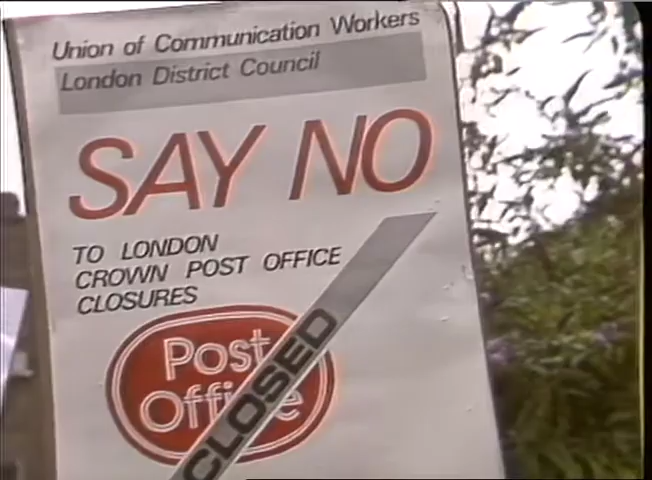 Union of Communication Workers
London District Council
SAY NO
TO LONDON
CROWN POST OFFICE
CLOSURES
Post
Office
CLOSED